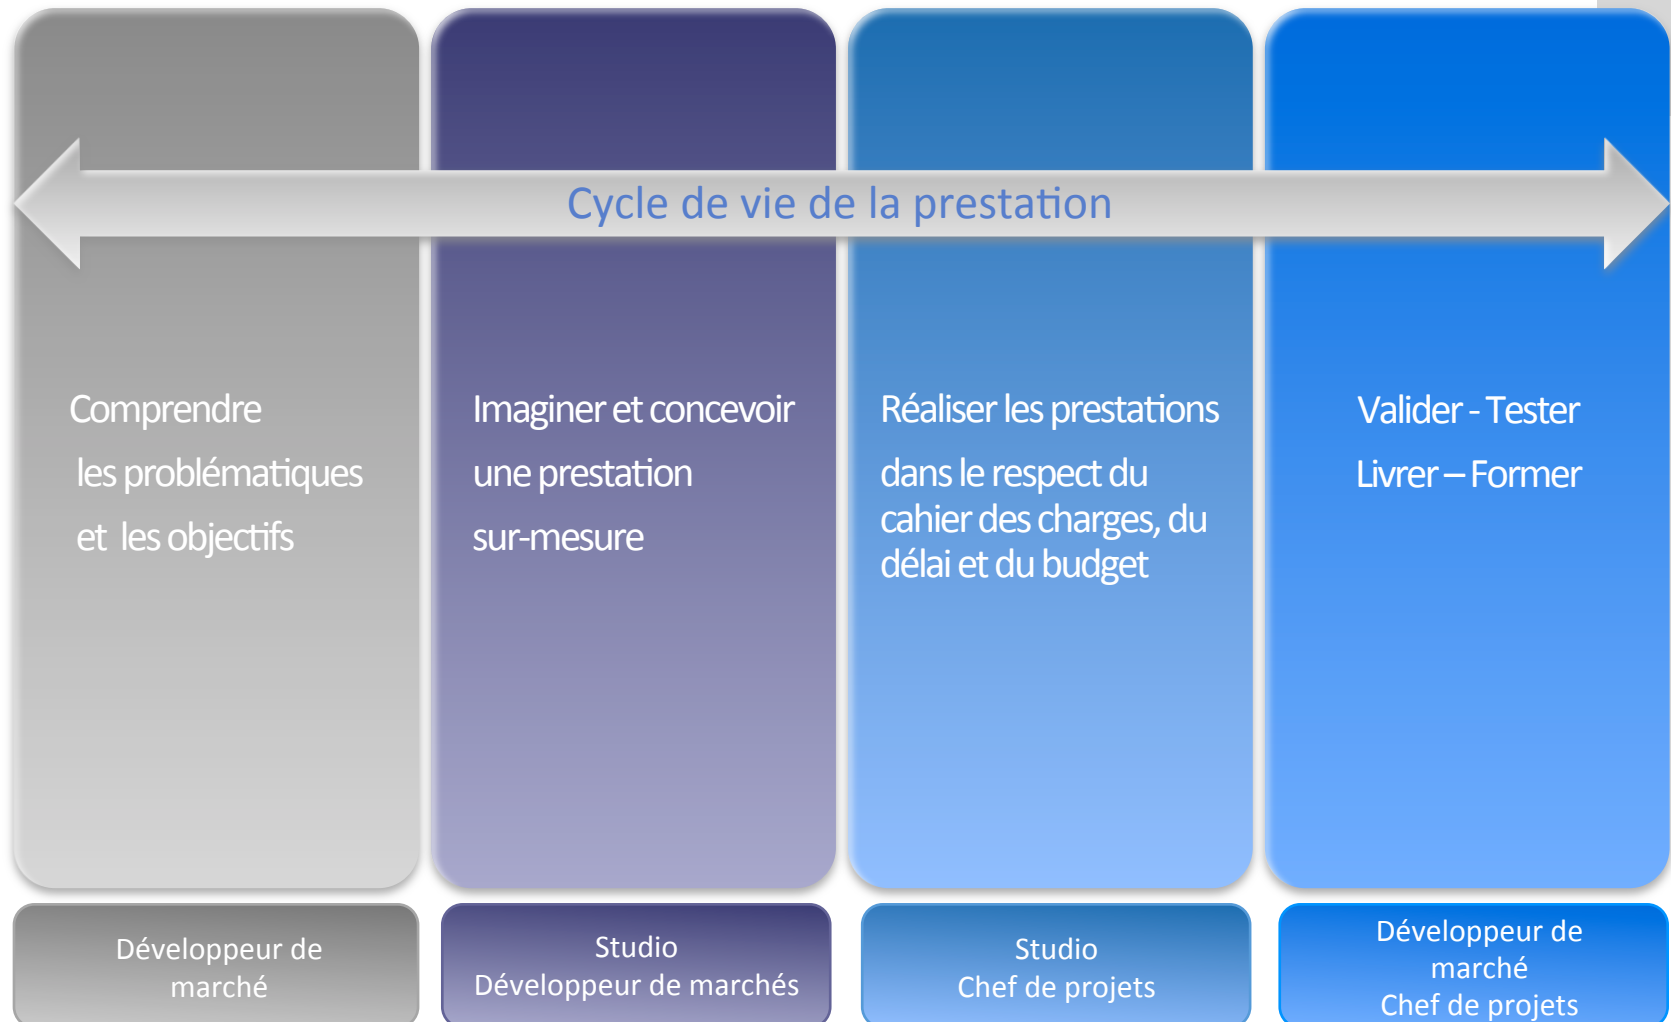 Cycle de vie de la prestation
Comprendre
les problématiques
et les objectifs
Imaginer et concevoir
une prestation
sur-mesure
Réaliser les prestations
dans le respect du
cahier des charges, du
délai et du budget
Valider - Tester
Livrer – Former
Développeur de
marché
Studio
Développeur de marchés
Studio
Chef de projets
Développeur de
marché
Chef de projets